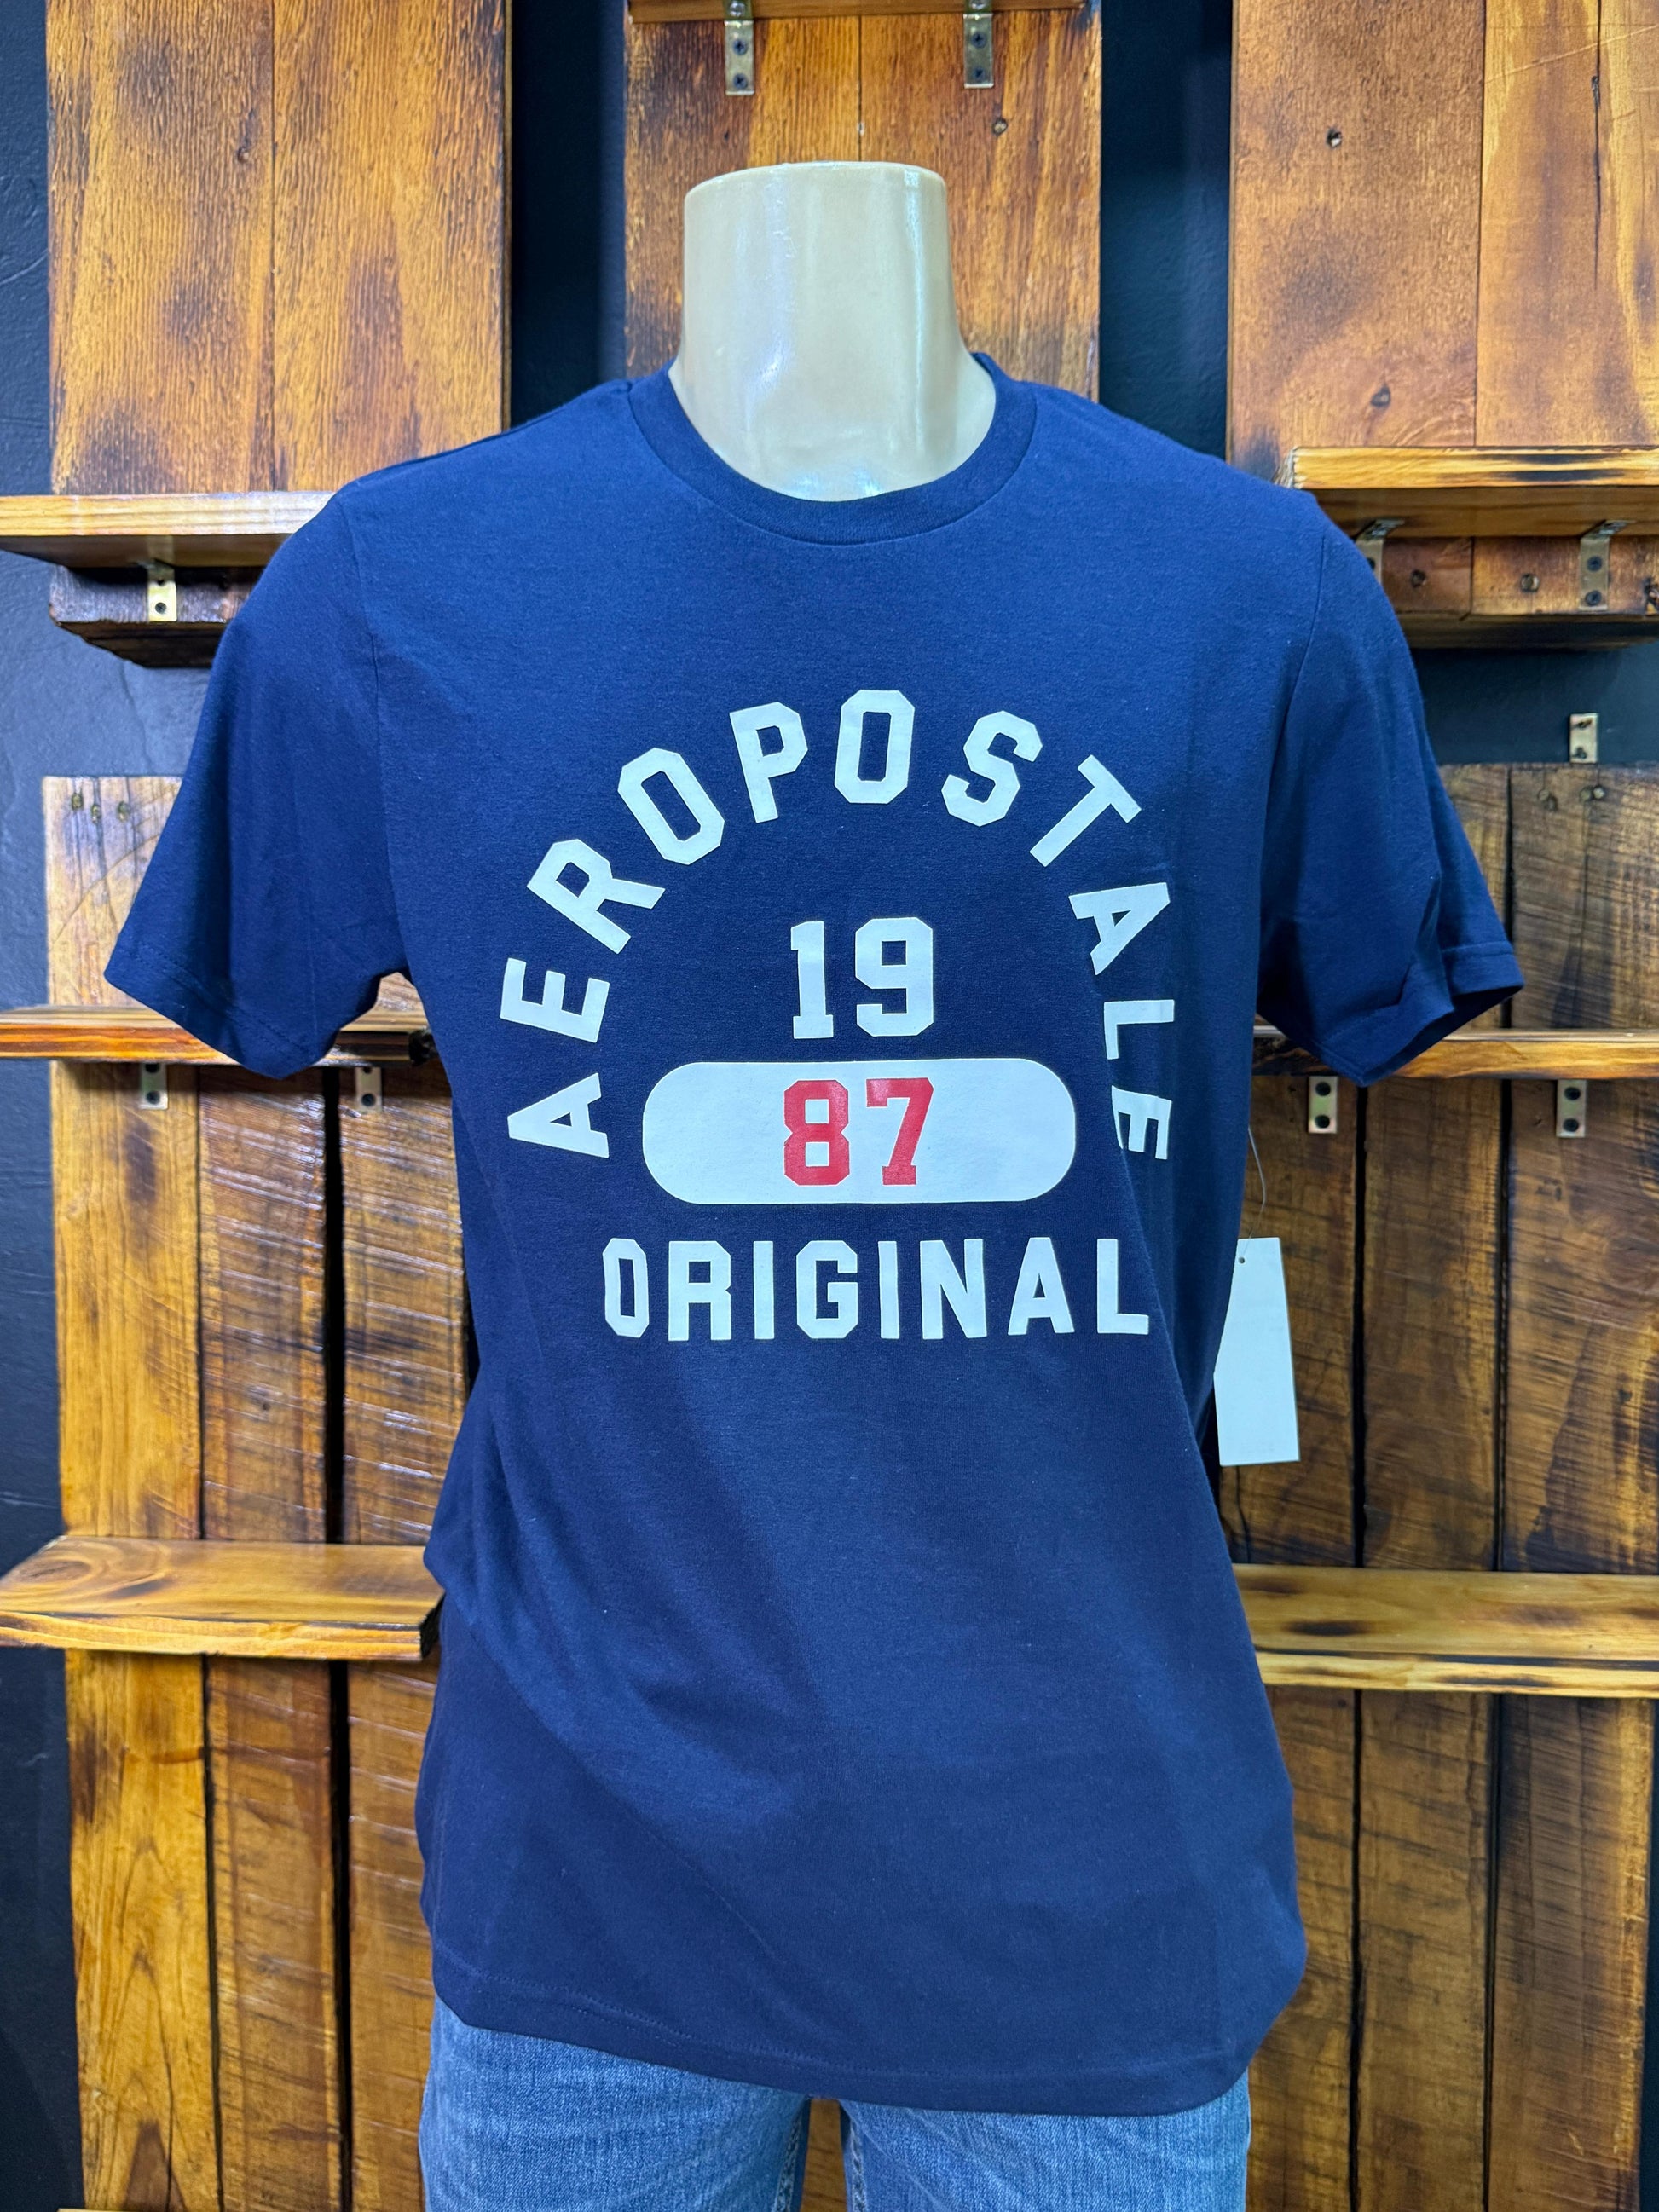 AEROPOSTALE
19
87
ORIGINAL